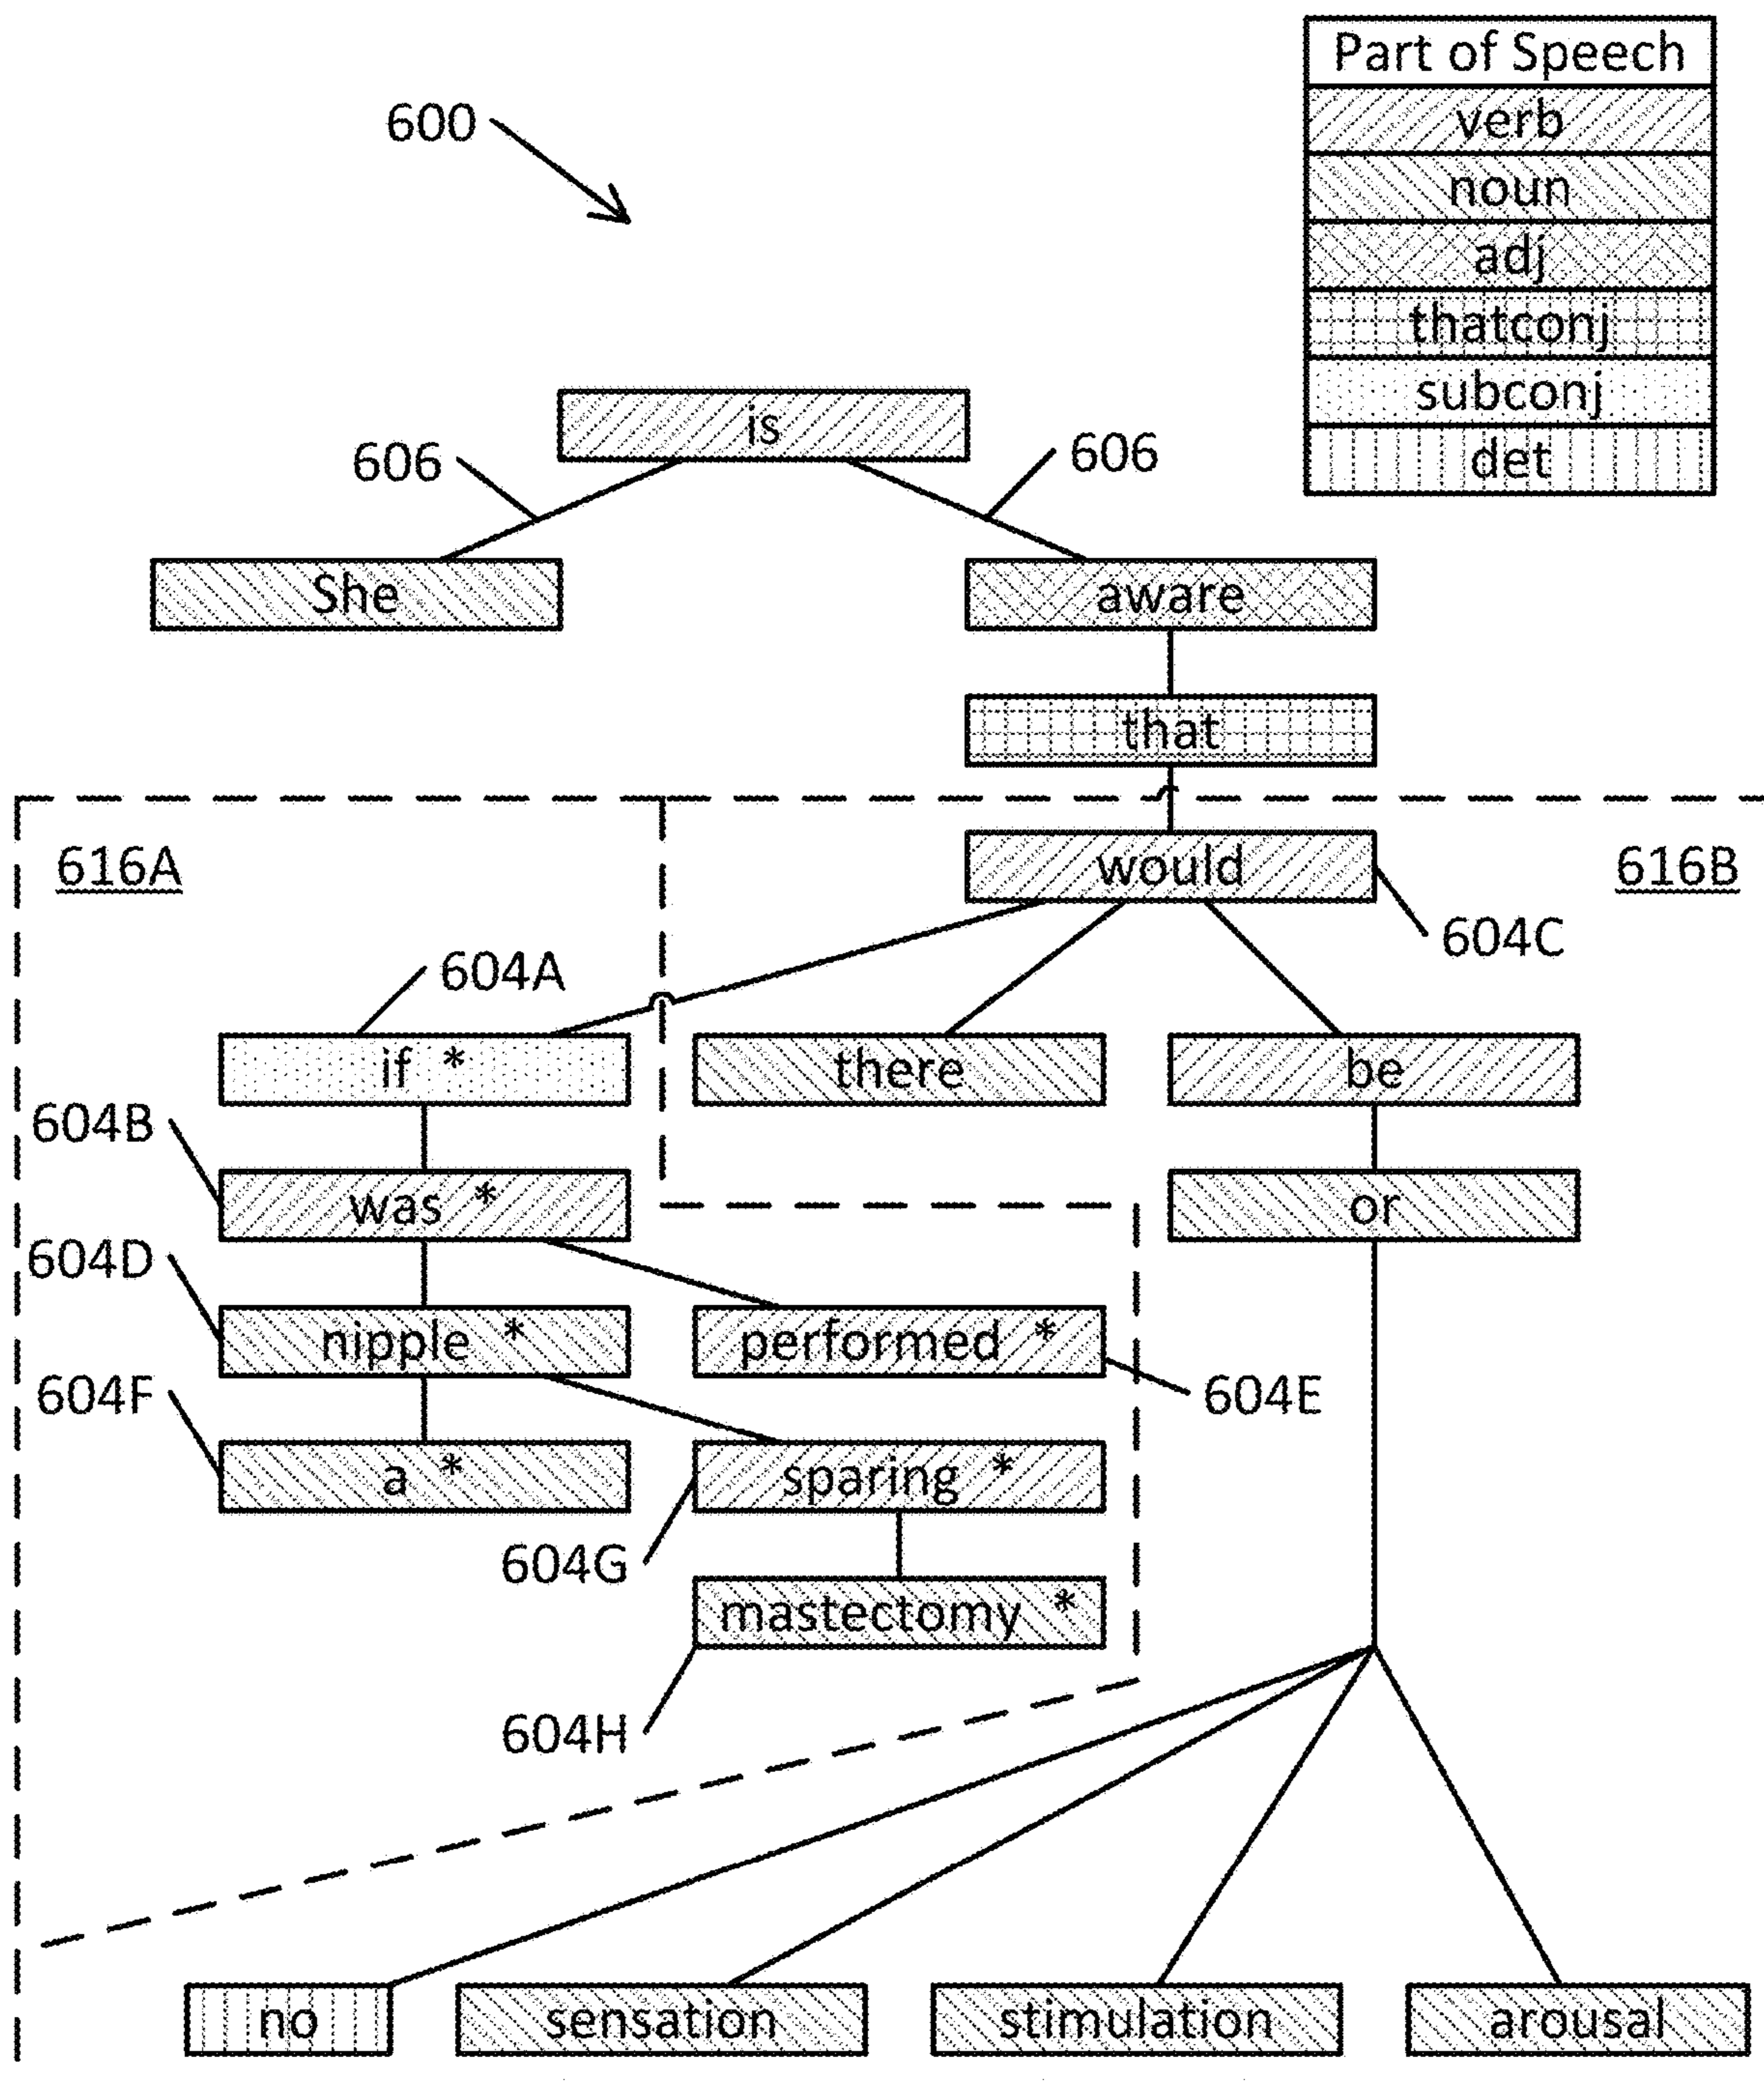 Part of Speech
verb
600
noun
adj
thatconj
subconj
is
606
606
det
She
aware
that
616A
would
616B
604C
604A
if *
there
be
604B
was *
or
604D
nipple *
performed *
604F
604E
a *
sparing *
604G
mastectomy *
604H
no
sensation
stimulation
arousal